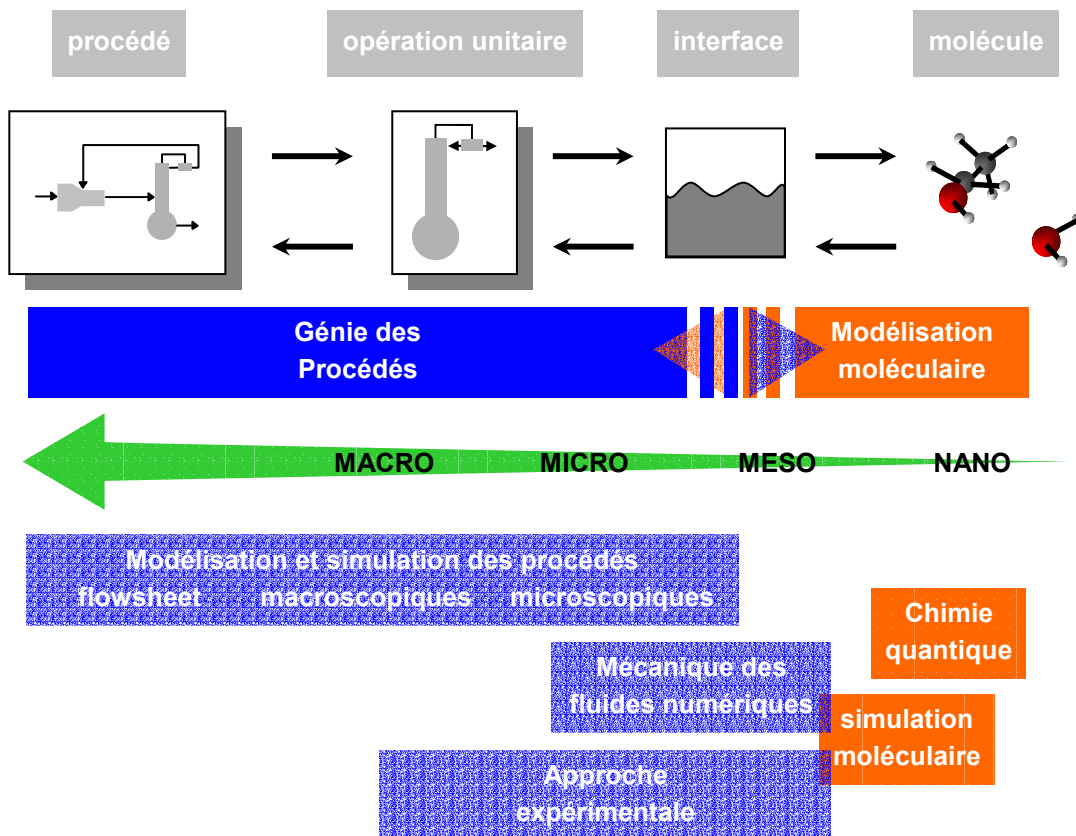 procédé
opération unitaire
interface
molécule
Génie des
Procédés
Modélisation
moléculaire
MACRO
MICRO
MESO
NANO
Modélisation et simulation des procédés
flowsheet macroscopiques microscopiques
Chimie
quantique
Mécanique des
fluides numériques
simulation
moléculaire
Approche
expérimentale